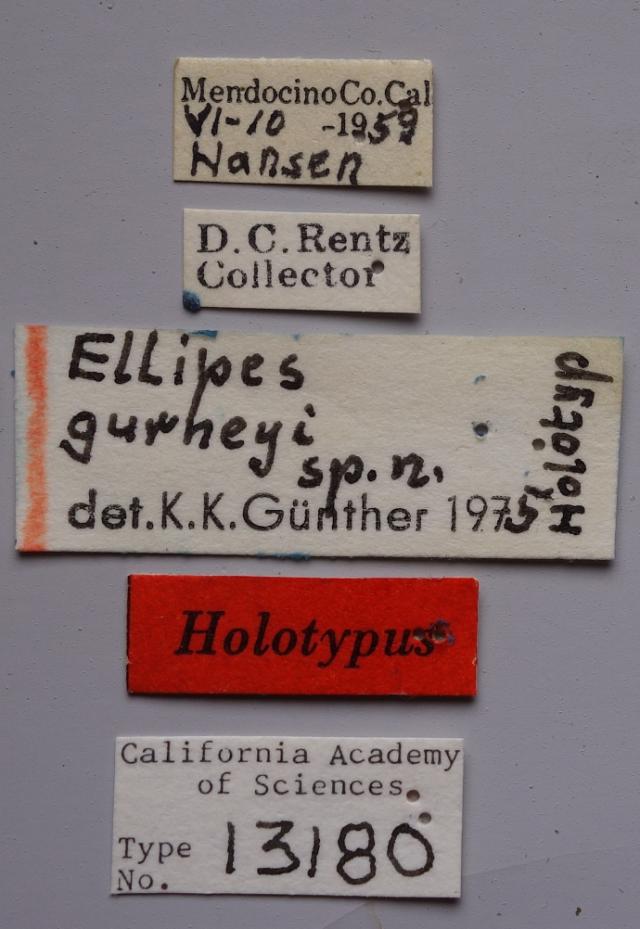 Mendocino Co. Cal
VI-10 -1959
Hansen
D. C. Rentz
Collector
Ellipes
gurneyi
sp. n.
det. K. K. Günther 1975
Holotyp
Holotypus
California Academy
of Sciences.
Type
No. 13180